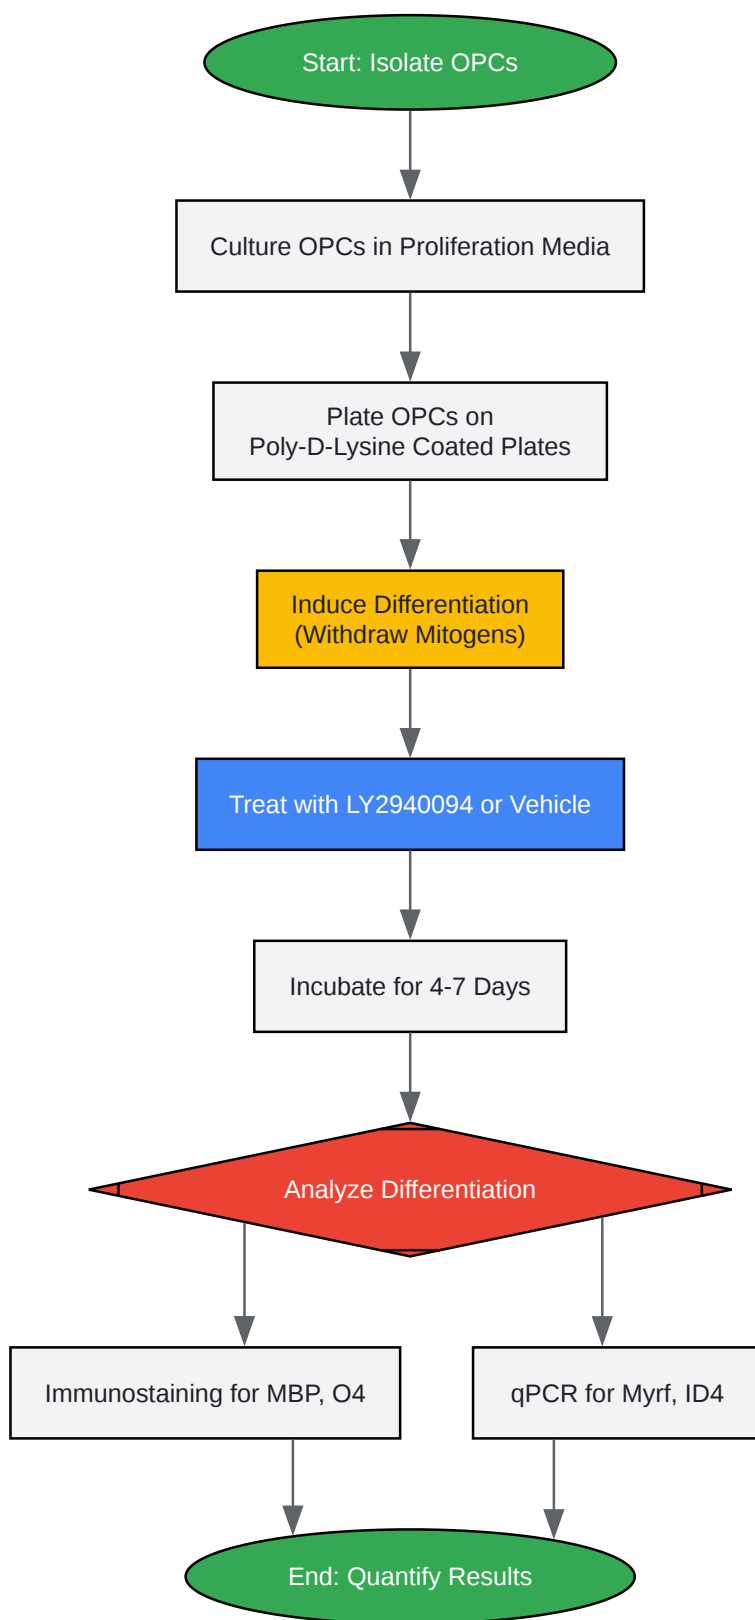 Start: Isolate OPCs
Culture OPCs in Proliferation Media
Plate OPCs on
Poly-D-Lysine Coated Plates
Induce Differentiation
(Withdraw Mitogens)
Treat with LY2940094 or Vehicle
Incubate for 4-7 Days
Analyze Differentiation
Immunostaining for MBP, O4
qPCR for Myrf, ID4
End: Quantify Results